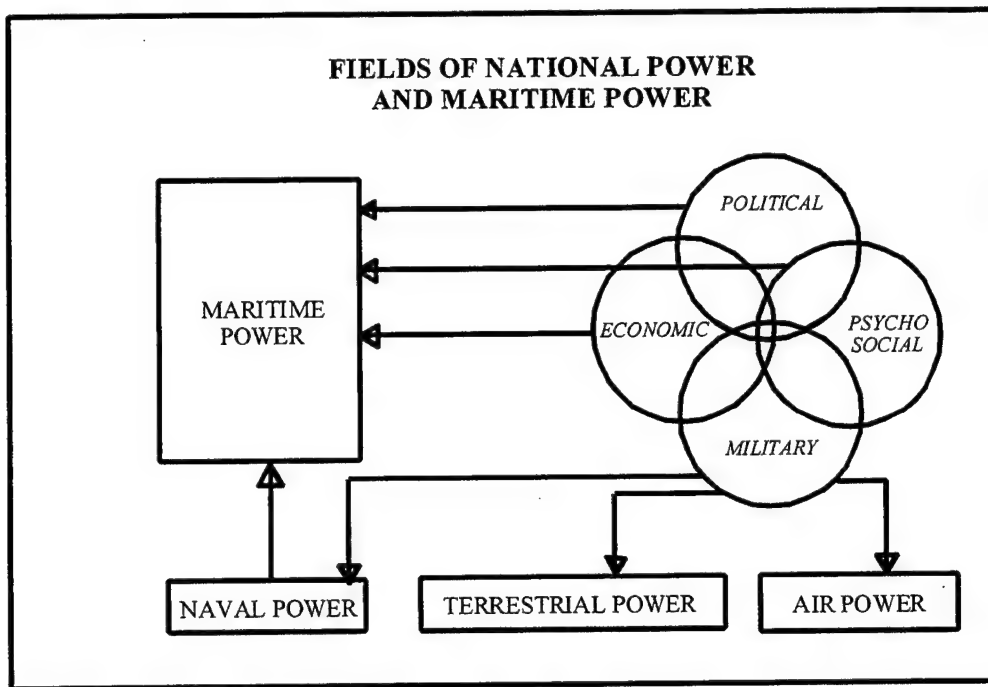 FIELDS OF NATIONAL POWER
AND MARITIME POWER
POLITICAL
MARITIME
POWER
ECONOMIC
PSYCHO
SOCIAL
MILITARY
NAVAL POWER
TERRESTRIAL POWER
AIR POWER